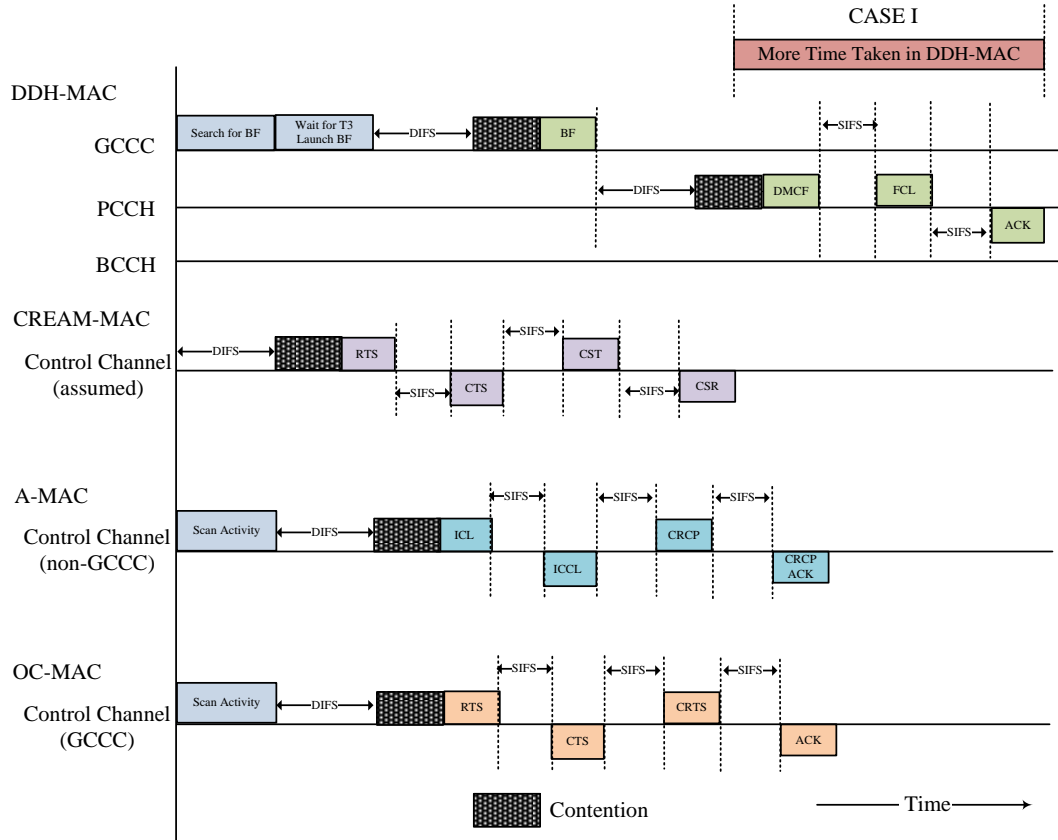 CASE I
More Time Taken in DDH-MAC
DDH-MAC
GCCC
Search for BF
Wait for T3
Launch BF
DIFS
BF
SIFS
PCCH
DIFS
DMCF
FCL
SIFS
ACK
BCCH
CREAM-MAC
Control Channel
(assumed)
DIFS
RTS
SIFS
CTS
SIFS
CST
SIFS
CSR
A-MAC
Control Channel
(non-GCCC)
Scan Activity
DIFS
ICL
SIFS
ICCL
SIFS
CRCP
SIFS
CRCP
ACK
OC-MAC
Control Channel
(GCCC)
Scan Activity
DIFS
RTS
SIFS
CTS
SIFS
CRTS
SIFS
ACK
Contention
Time